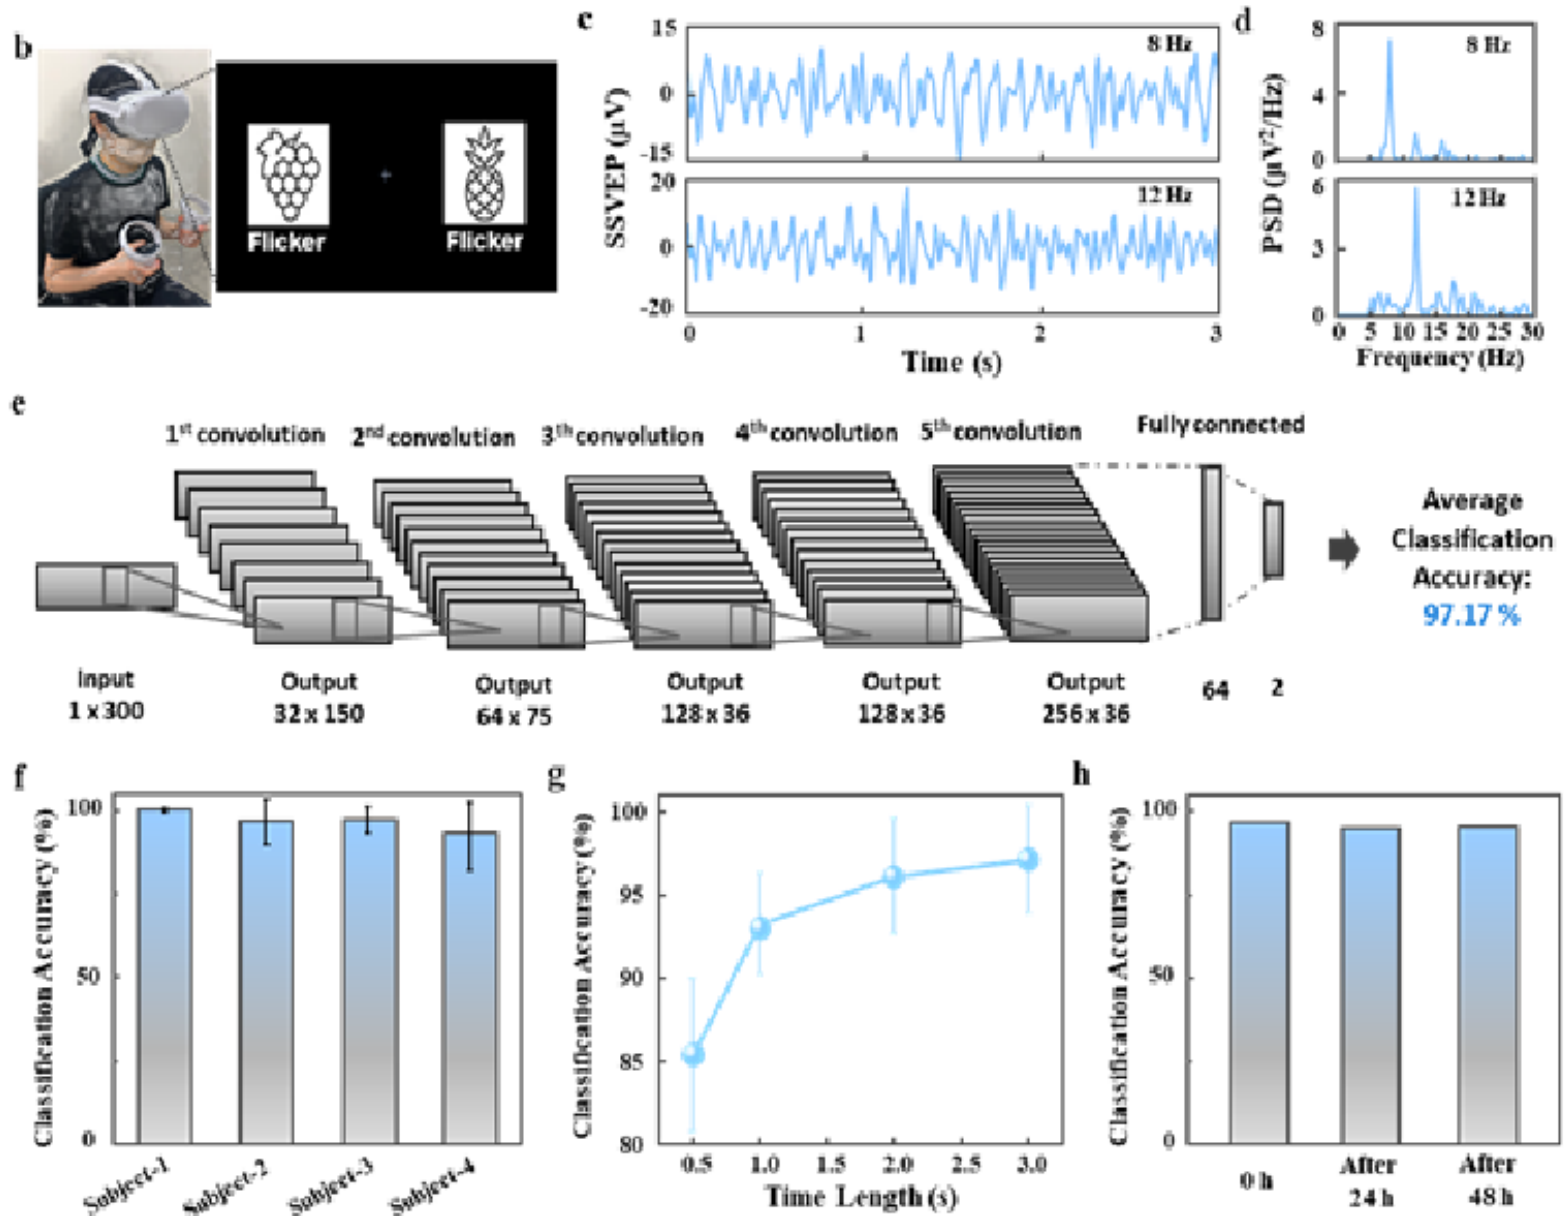 b
Flicker
Flicker
c
SSVEP (µV)
15
0
-15
8 Hz
20
0
-20
12 Hz
0 1 2 3
Time (s)
d
PSD (µV²/Hz)
8
4
0
8 Hz
6
3
0
12 Hz
0 5 10 15 20 25 30
Frequency (Hz)
e
1st convolution
2nd convolution
3th convolution
4th convolution
5th convolution
Fully connected
Input
1 x 300
Output
32 x 150
Output
64 x 75
Output
128 x 36
Output
128 x 36
Output
256 x 36
64
2
Average
Classification
Accuracy:
97.17 %
f
Classification Accuracy (%)
100
50
0
Subject-1
Subject-2
Subject-3
Subject-4
g
Classification Accuracy (%)
100
95
90
85
80
0.5 1.0 1.5 2.0 2.5 3.0
Time Length (s)
h
Classification Accuracy (%)
100
50
0
0 h
After
24 h
After
48 h